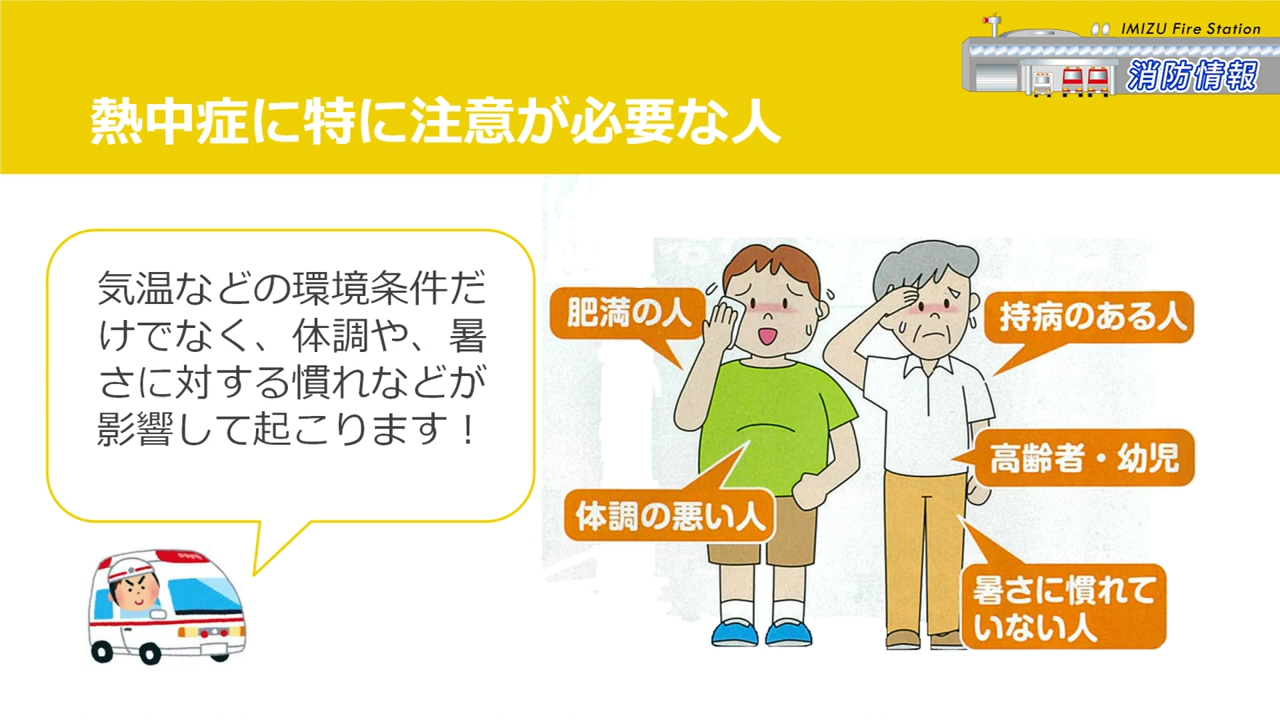 IMIZU Fire Station
消防情報
熱中症に特に注意が必要な人
気温などの環境条件だ
けでなく、体調や、暑
さに対する慣れなどが
影響して起こります！
肥満の人
持病のある人
高齢者・幼児
体調の悪い人
暑さに慣れて
いない人